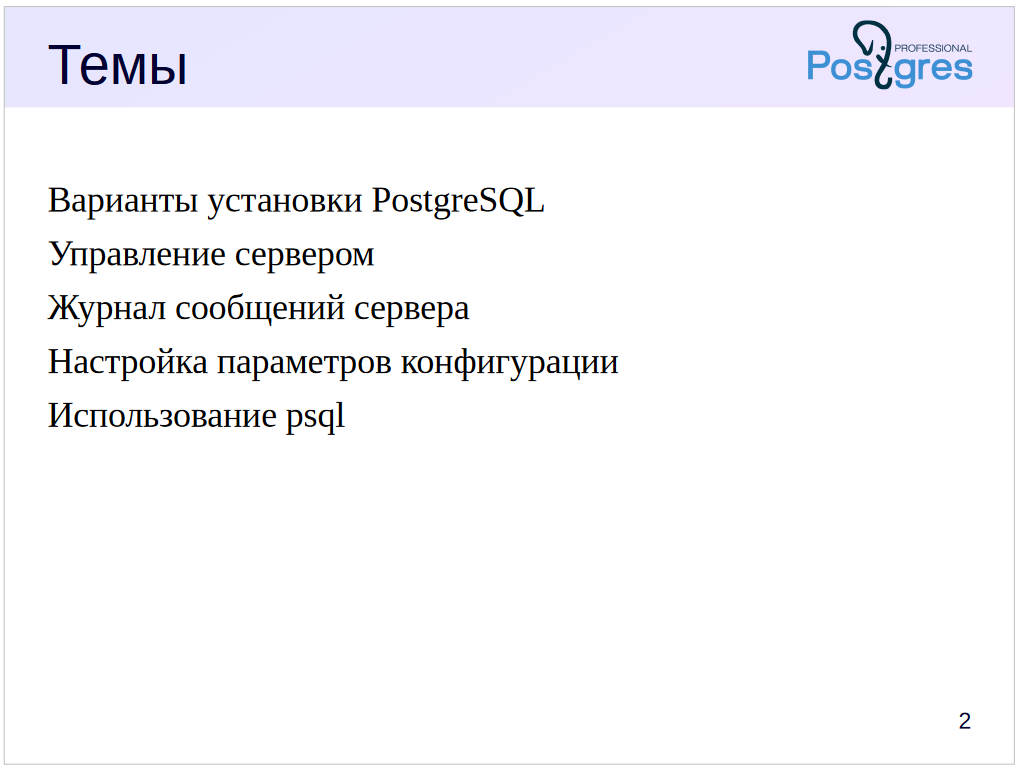 Темы
PROFESSIONAL
Postgres
Варианты установки PostgreSQL
Управление сервером
Журнал сообщений сервера
Настройка параметров конфигурации
Использование psql
2